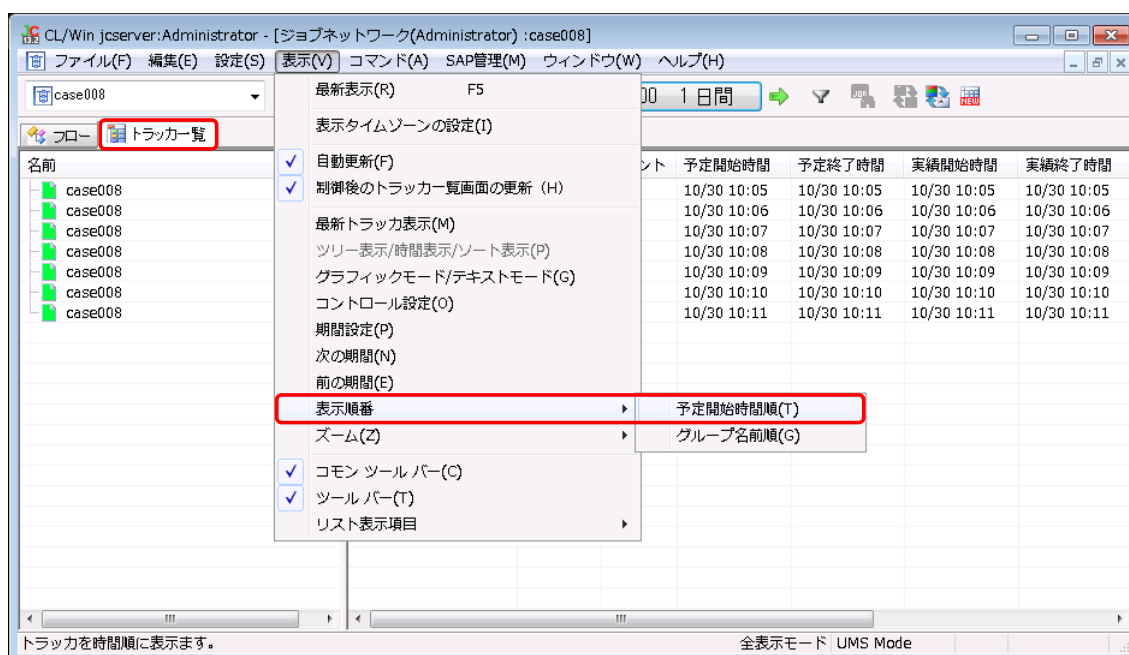 CL/Win jcserver:Administrator - [ジョブネットワーク(Administrator) :case008]
ファイル(F) 編集(E) 設定(S) 表示(V) コマンド(A) SAP管理(M) ウィンドウ(W) ヘルプ(H)
case008 最新表示(R) F5 00 1 日間 JOB NEW
表示タイムゾーンの設定(I)
フロー トラッカ一覧
名前 自動更新(F) ント 予定開始時間 予定終了時間 実績開始時間 実績終了時間
case008 制御後のトラッカ一覧画面の更新 (H) 10/30 10:05 10/30 10:05 10/30 10:05 10/30 10:05
case008 10/30 10:06 10/30 10:06 10/30 10:06 10/30 10:06
case008 最新トラッカ表示(M) 10/30 10:07 10/30 10:07 10/30 10:07 10/30 10:07
case008 ツリー表示/時間表示/ソート表示(P) 10/30 10:08 10/30 10:08 10/30 10:08 10/30 10:08
case008 グラフィックモード/テキストモード(G) 10/30 10:09 10/30 10:09 10/30 10:09 10/30 10:09
case008 コントロール設定(O) 10/30 10:10 10/30 10:10 10/30 10:10 10/30 10:10
case008 10/30 10:11 10/30 10:11 10/30 10:11 10/30 10:11
期間設定(P)
次の期間(N)
前の期間(E)
表示順番 予定開始時間順(T)
ズーム(Z) グループ名前順(G)
コモン ツール バー(C)
ツール バー(T)
リスト表示項目
トラッカを時間順に表示ます。 全表示モード UMS Mode